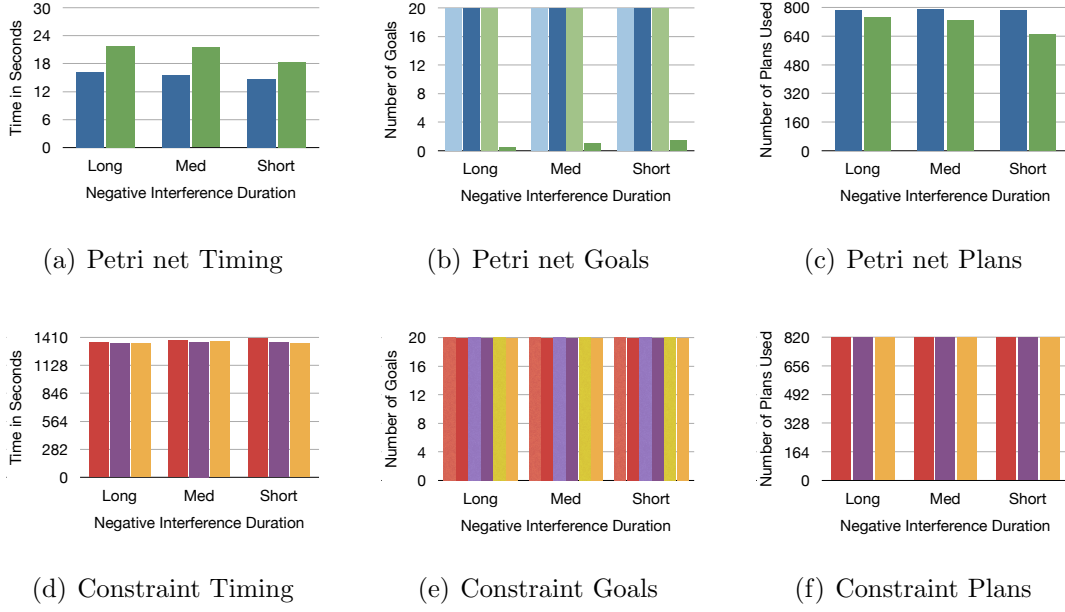 30
24
18
12
6
0
Time in Seconds
Long Med Short
Negative Interference Duration
(a) Petri net Timing
20
16
12
8
4
0
Number of Goals
Long Med Short
Negative Interference Duration
(b) Petri net Goals
800
640
480
320
160
0
Number of Plans Used
Long Med Short
Negative Interference Duration
(c) Petri net Plans
1410
1128
846
564
282
0
Time in Seconds
Long Med Short
Negative Interference Duration
(d) Constraint Timing
20
16
12
8
4
0
Number of Goals
Long Med Short
Negative Interference Duration
(e) Constraint Goals
820
656
492
328
164
0
Number of Plans Used
Long Med Short
Negative Interference Duration
(f) Constraint Plans